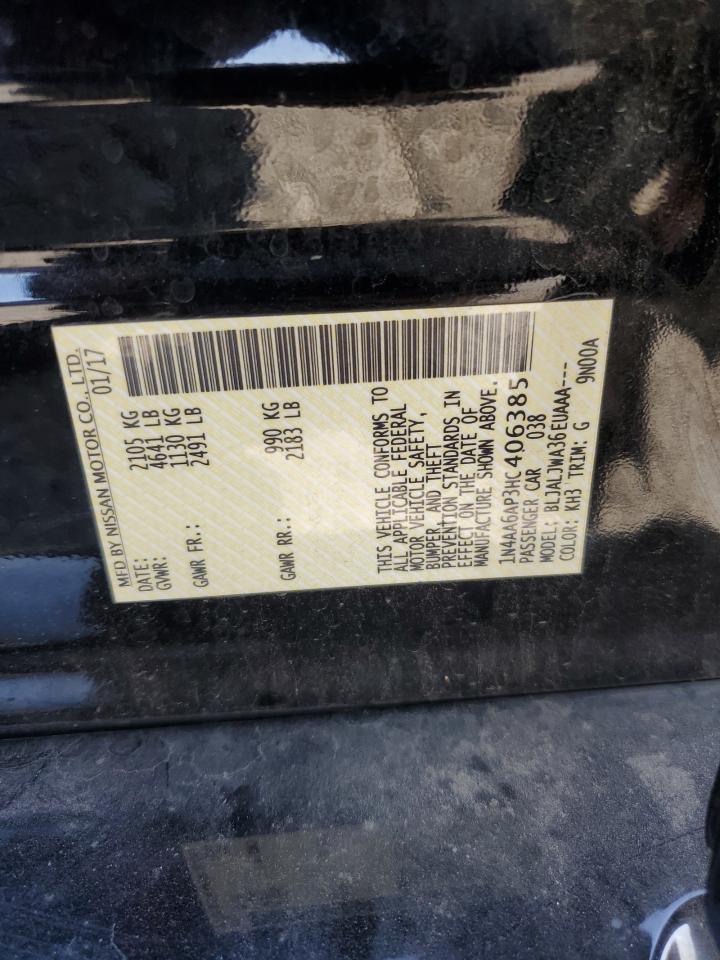 MFD BY NISSAN MOTOR CO., LTD.
DATE: 01/17
GVWR: 2105 KG
4641 LB
GAWR FR.: 1130 KG
2491 LB
GAWR RR.: 990 KG
2183 LB
THIS VEHICLE CONFORMS TO
ALL APPLICABLE FEDERAL
MOTOR VEHICLE SAFETY,
BUMPER, AND THEFT
PREVENTION STANDARDS IN
EFFECT ON THE DATE OF
MANUFACTURE SHOWN ABOVE.
1N4AA6AP3HC406385
PASSENGER CAR 038
MODEL: BLJALJWA36EUAAA---
COLOR: KH3 TRIM: G 9N00A